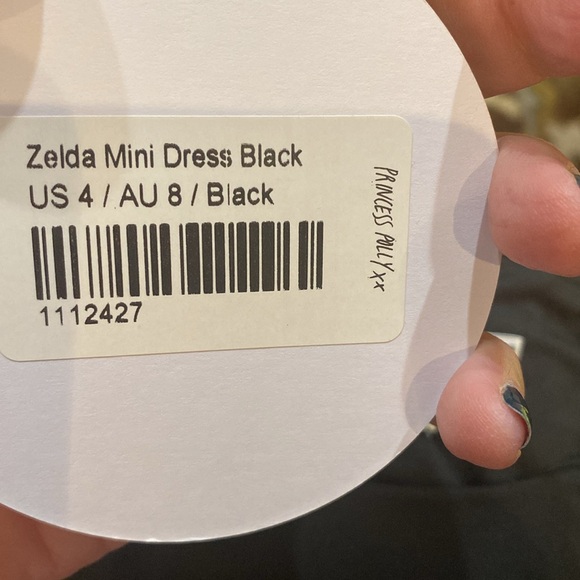 Zelda Mini Dress Black
US 4 / AU 8 / Black
1112427
PRINCESS POLLY xx